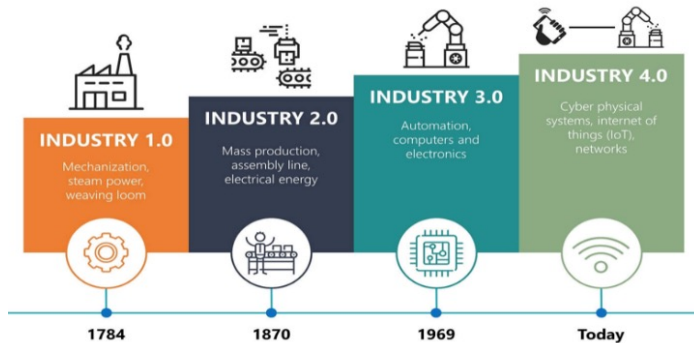 INDUSTRY 1.0
Mechanization,
steam power,
weaving loom
INDUSTRY 2.0
Mass production,
assembly line,
electrical energy
INDUSTRY 3.0
Automation,
computers and
electronics
INDUSTRY 4.0
Cyber physical
systems, internet of
things (IoT),
networks
1784
1870
1969
Today